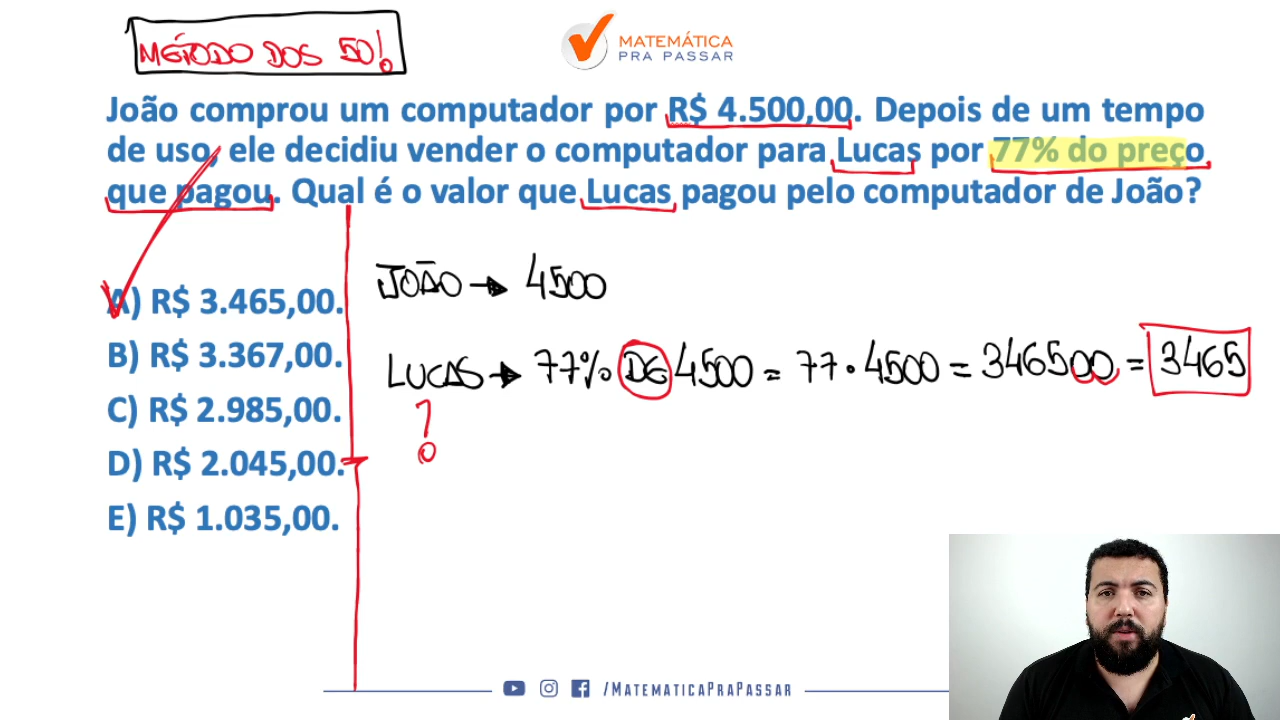 MÉTODO DOS 50!
MATEMÁTICA
PRA PASSAR
João comprou um computador por R$ 4.500,00. Depois de um tempo
de uso, ele decidiu vender o computador para Lucas por 77% do preço
que pagou. Qual é o valor que Lucas pagou pelo computador de João?
A) R$ 3.465,00.
B) R$ 3.367,00.
C) R$ 2.985,00.
D) R$ 2.045,00.
E) R$ 1.035,00.
JOÃO → 4500
LUCAS → 77% DE 4500 = 77 · 4500 = 346500 = 3465
?
/MATEMATICAPRAPASSAR